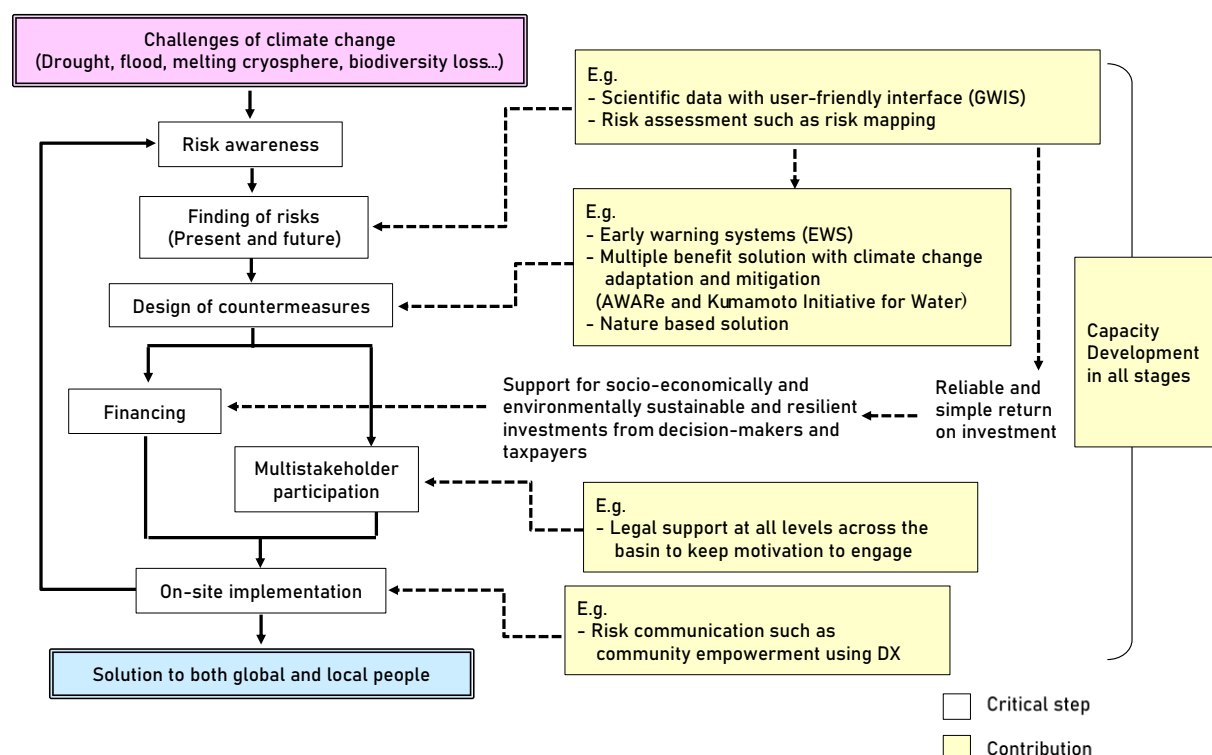 Challenges of climate change
(Drought, flood, melting cryosphere, biodiversity loss...)
Risk awareness
Finding of risks
(Present and future)
Design of countermeasures
Financing
Multistakeholder
participation
On-site implementation
Solution to both global and local people
E.g.
- Scientific data with user-friendly interface (GWIS)
- Risk assessment such as risk mapping
E.g.
- Early warning systems (EWS)
- Multiple benefit solution with climate change
adaptation and mitigation
(AWARe and Kumamoto Initiative for Water)
- Nature based solution
Support for socio-economically and
environmentally sustainable and resilient
investments from decision-makers and
taxpayers
Reliable and
simple return
on investment
E.g.
- Legal support at all levels across the
basin to keep motivation to engage
E.g.
- Risk communication such as
community empowerment using DX
Capacity
Development
in all stages
Critical step
Contribution